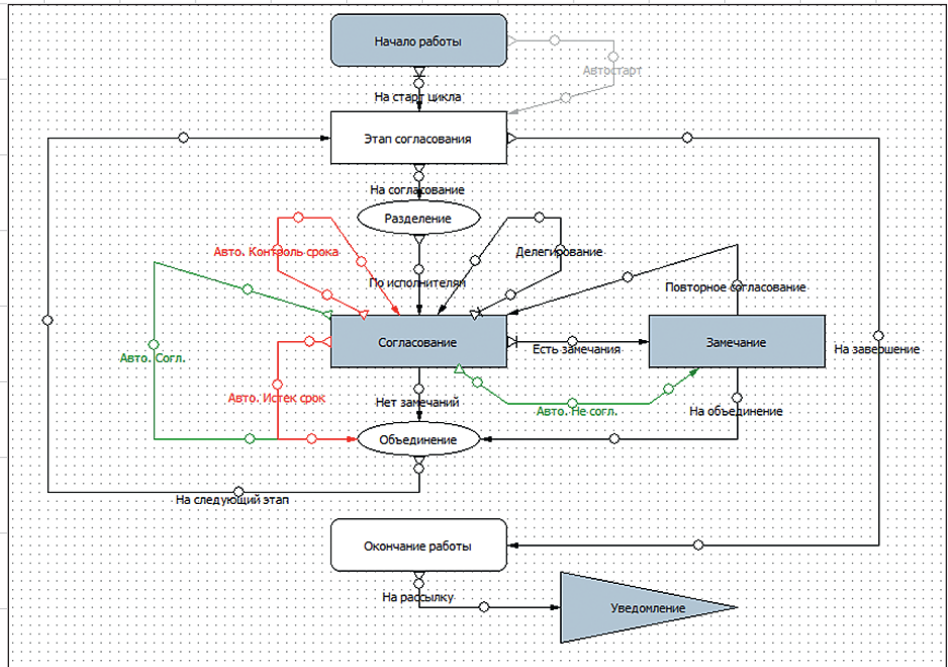 Начало работы
Автостарт
На старт цикла
Этап согласования
На согласование
Разделение
Авто. Контроль срока
Делегирование
По исполнителям
Повторное согласование
Согласование
Есть замечания
Замечание
На завершение
Авто. Согл.
Авто. Истек срок
Нет замечаний
Авто. Не согл.
На объединение
Объединение
На следующий этап
Окончание работы
На рассылку
Уведомление